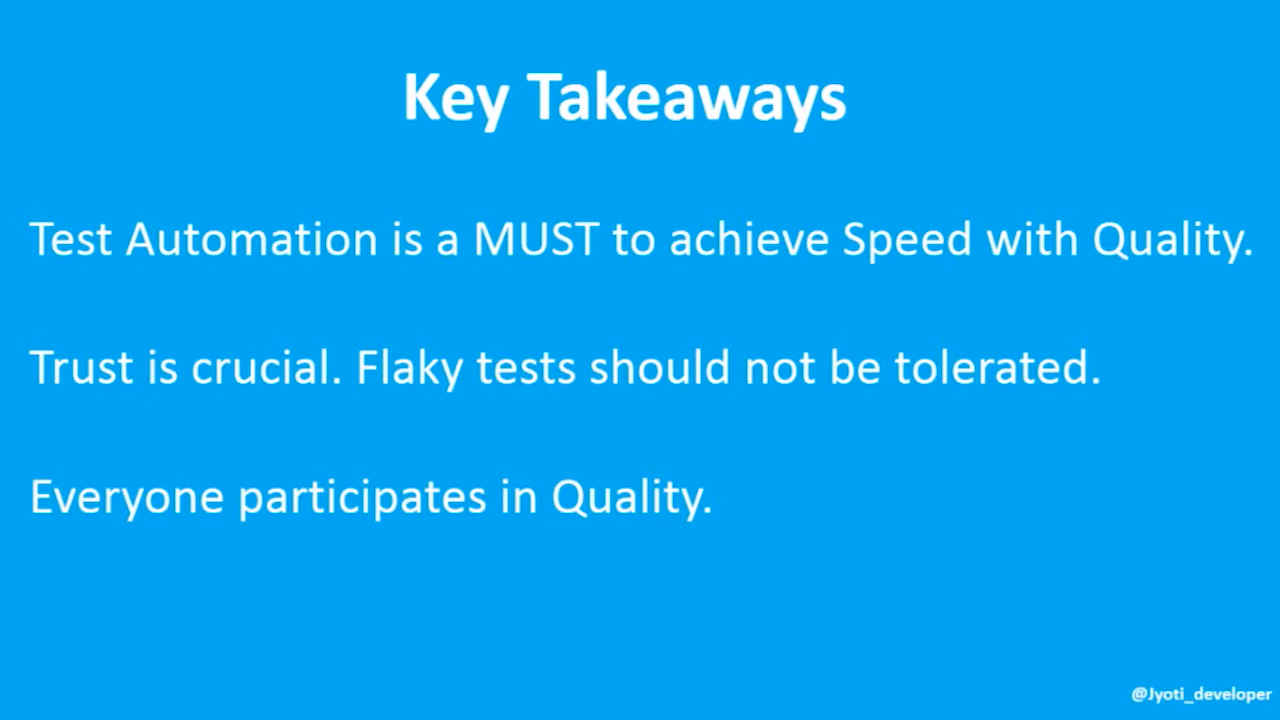 Key Takeaways
Test Automation is a MUST to achieve Speed with Quality.
Trust is crucial. Flaky tests should not be tolerated.
Everyone participates in Quality.
@Jyoti_developer